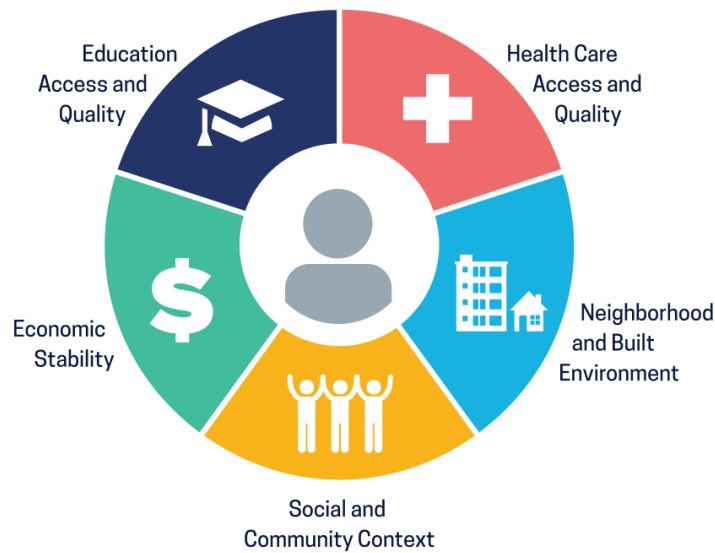 Education
Access and
Quality
Health Care
Access and
Quality
$
Economic
Stability
Neighborhood
and Built
Environment
Social and
Community Context